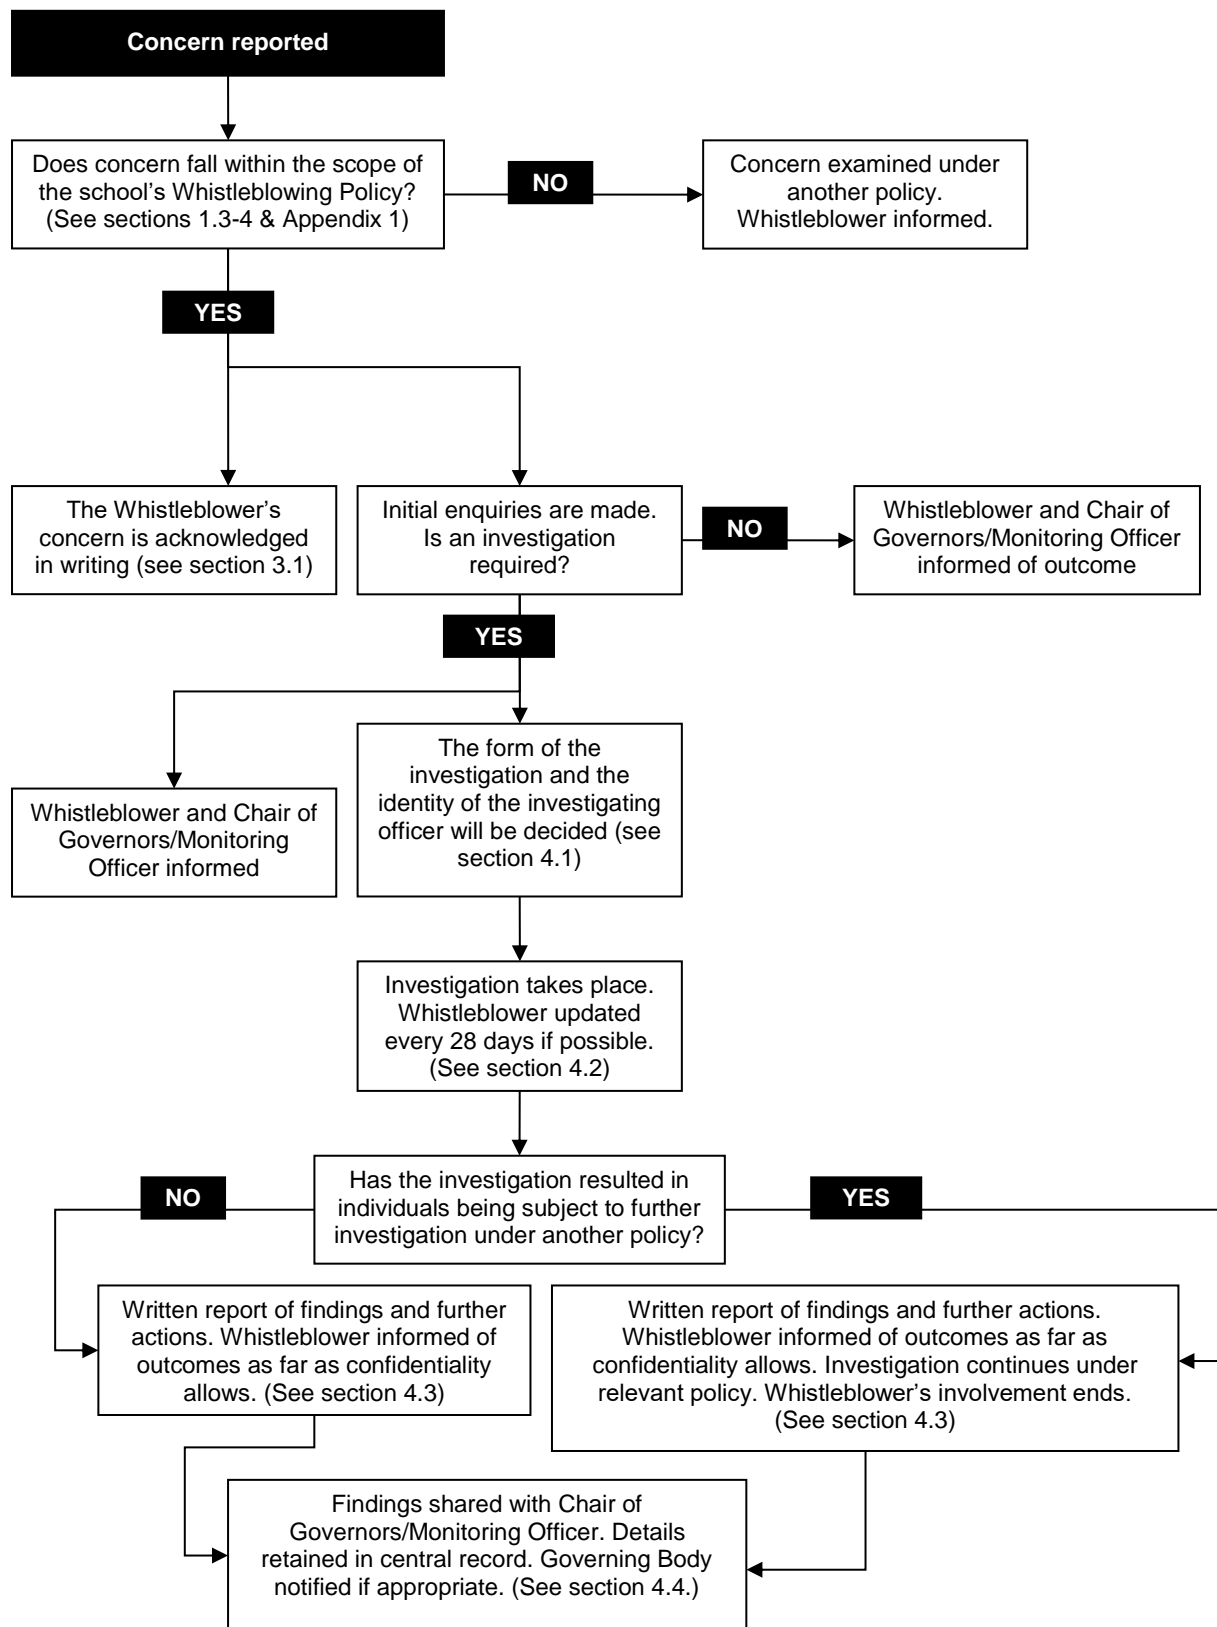 Concern reported
Does concern fall within the scope of
the school's Whistleblowing Policy?
(See sections 1.3-4 & Appendix 1)
NO
Concern examined under
another policy.
Whistleblower informed.
YES
The Whistleblower's
concern is acknowledged
in writing (see section 3.1)
Initial enquiries are made.
Is an investigation
required?
NO
Whistleblower and Chair of
Governors/Monitoring Officer
informed of outcome
YES
Whistleblower and Chair of
Governors/Monitoring
Officer informed
The form of the
investigation and the
identity of the investigating
officer will be decided (see
section 4.1)
Investigation takes place.
Whistleblower updated
every 28 days if possible.
(See section 4.2)
NO
Has the investigation resulted in
individuals being subject to further
investigation under another policy?
YES
Written report of findings and further
actions. Whistleblower informed of
outcomes as far as confidentiality
allows. (See section 4.3)
Written report of findings and further actions.
Whistleblower informed of outcomes as far as
confidentiality allows. Investigation continues under
relevant policy. Whistleblower's involvement ends.
(See section 4.3)
Findings shared with Chair of
Governors/Monitoring Officer. Details
retained in central record. Governing Body
notified if appropriate. (See section 4.4.)